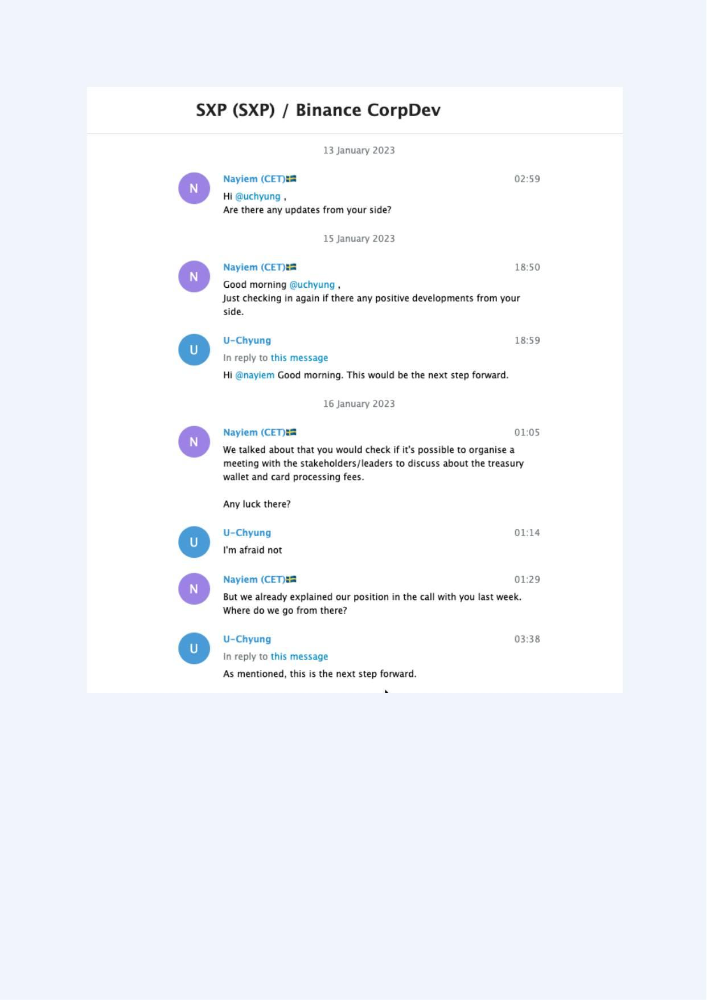 SXP (SXP) / Binance CorpDev
13 January 2023
N
Nayiem (CET)🇸🇪 02:59
Hi @uchyung ,
Are there any updates from your side?
15 January 2023
N
Nayiem (CET)🇸🇪 18:50
Good morning @uchyung ,
Just checking in again if there any positive developments from your
side.
U
U-Chyung 18:59
In reply to this message
Hi @nayiem Good morning. This would be the next step forward.
16 January 2023
N
Nayiem (CET)🇸🇪 01:05
We talked about that you would check if it's possible to organise a
meeting with the stakeholders/leaders to discuss about the treasury
wallet and card processing fees.
Any luck there?
U
U-Chyung 01:14
I'm afraid not
N
Nayiem (CET)🇸🇪 01:29
But we already explained our position in the call with you last week.
Where do we go from there?
U
U-Chyung 03:38
In reply to this message
As mentioned, this is the next step forward.